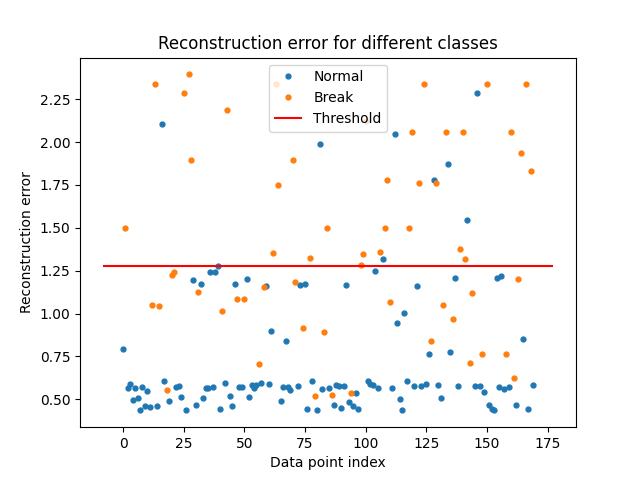 Reconstruction error for different classes
Normal
Break
Threshold
2.25
2.00
1.75
1.50
1.25
1.00
0.75
0.50
Reconstruction error
0 25 50 75 100 125 150 175
Data point index